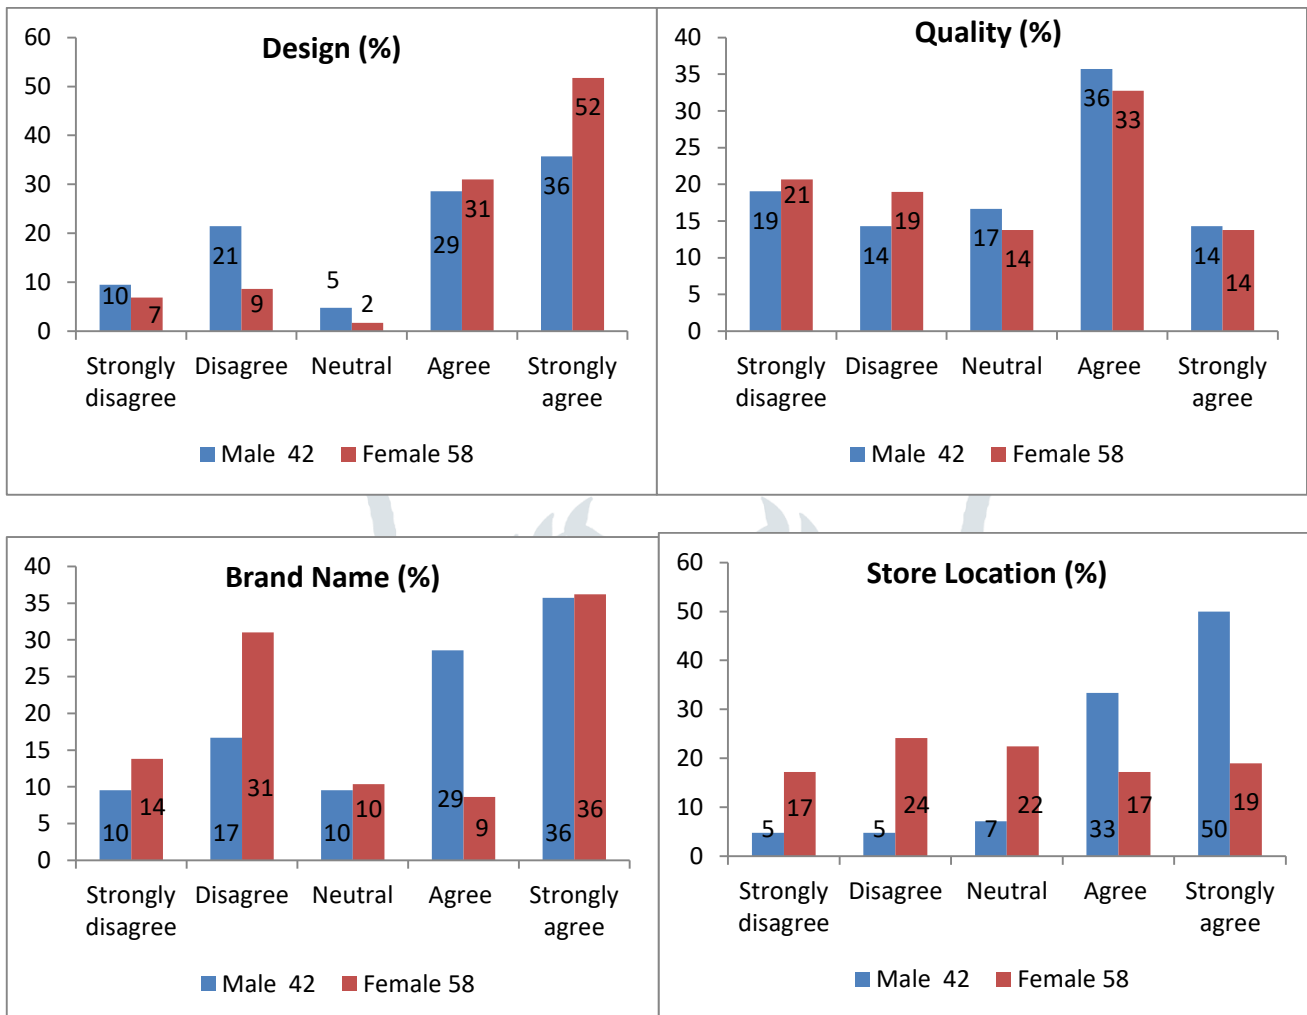 Design (%)
60
50
40
30
20
10
0
10
7
21
9
5
2
29
31
36
52
Strongly disagree
Disagree
Neutral
Agree
Strongly agree
Male 42
Female 58
Quality (%)
40
35
30
25
20
15
10
5
0
19
21
14
19
17
14
36
33
14
14
Strongly disagree
Disagree
Neutral
Agree
Strongly agree
Male 42
Female 58
Brand Name (%)
40
35
30
25
20
15
10
5
0
10
14
17
31
10
10
29
9
36
36
Strongly disagree
Disagree
Neutral
Agree
Strongly agree
Male 42
Female 58
Store Location (%)
60
50
40
30
20
10
0
5
17
5
24
7
22
33
17
50
19
Strongly disagree
Disagree
Neutral
Agree
Strongly agree
Male 42
Female 58